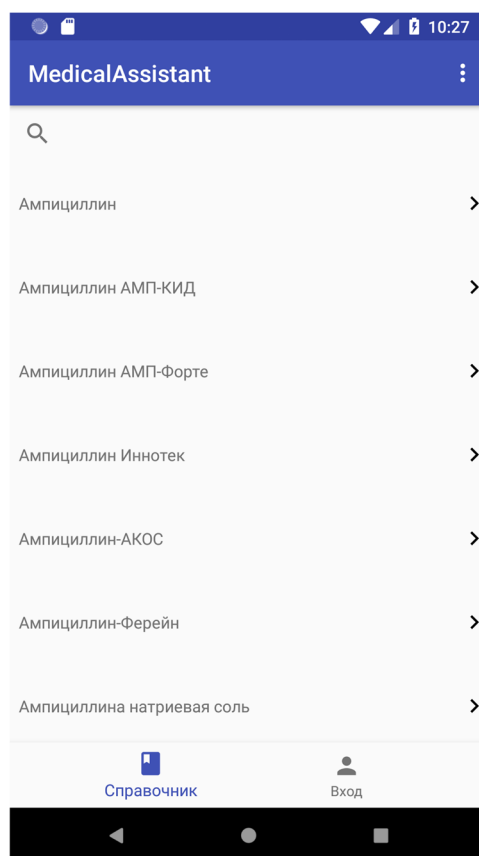 10:27
MedicalAssistant
Ампициллин
Ампициллин АМП-КИД
Ампициллин АМП-Форте
Ампициллин Иннотек
Ампициллин-АКОС
Ампициллин-Ферейн
Ампициллина натриевая соль
Справочник
Вход